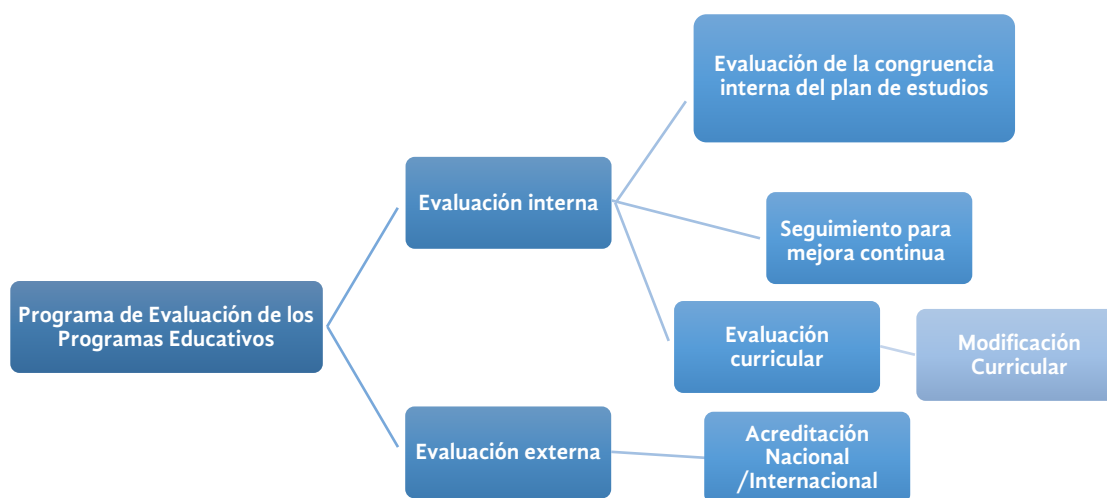 Evaluación de la congruencia
interna del plan de estudios
Evaluación interna
Seguimiento para
mejora continua
Programa de Evaluación de los
Programas Educativos
Evaluación
curricular
Modificación
Curricular
Evaluación externa
Acreditación
Nacional
/Internacional